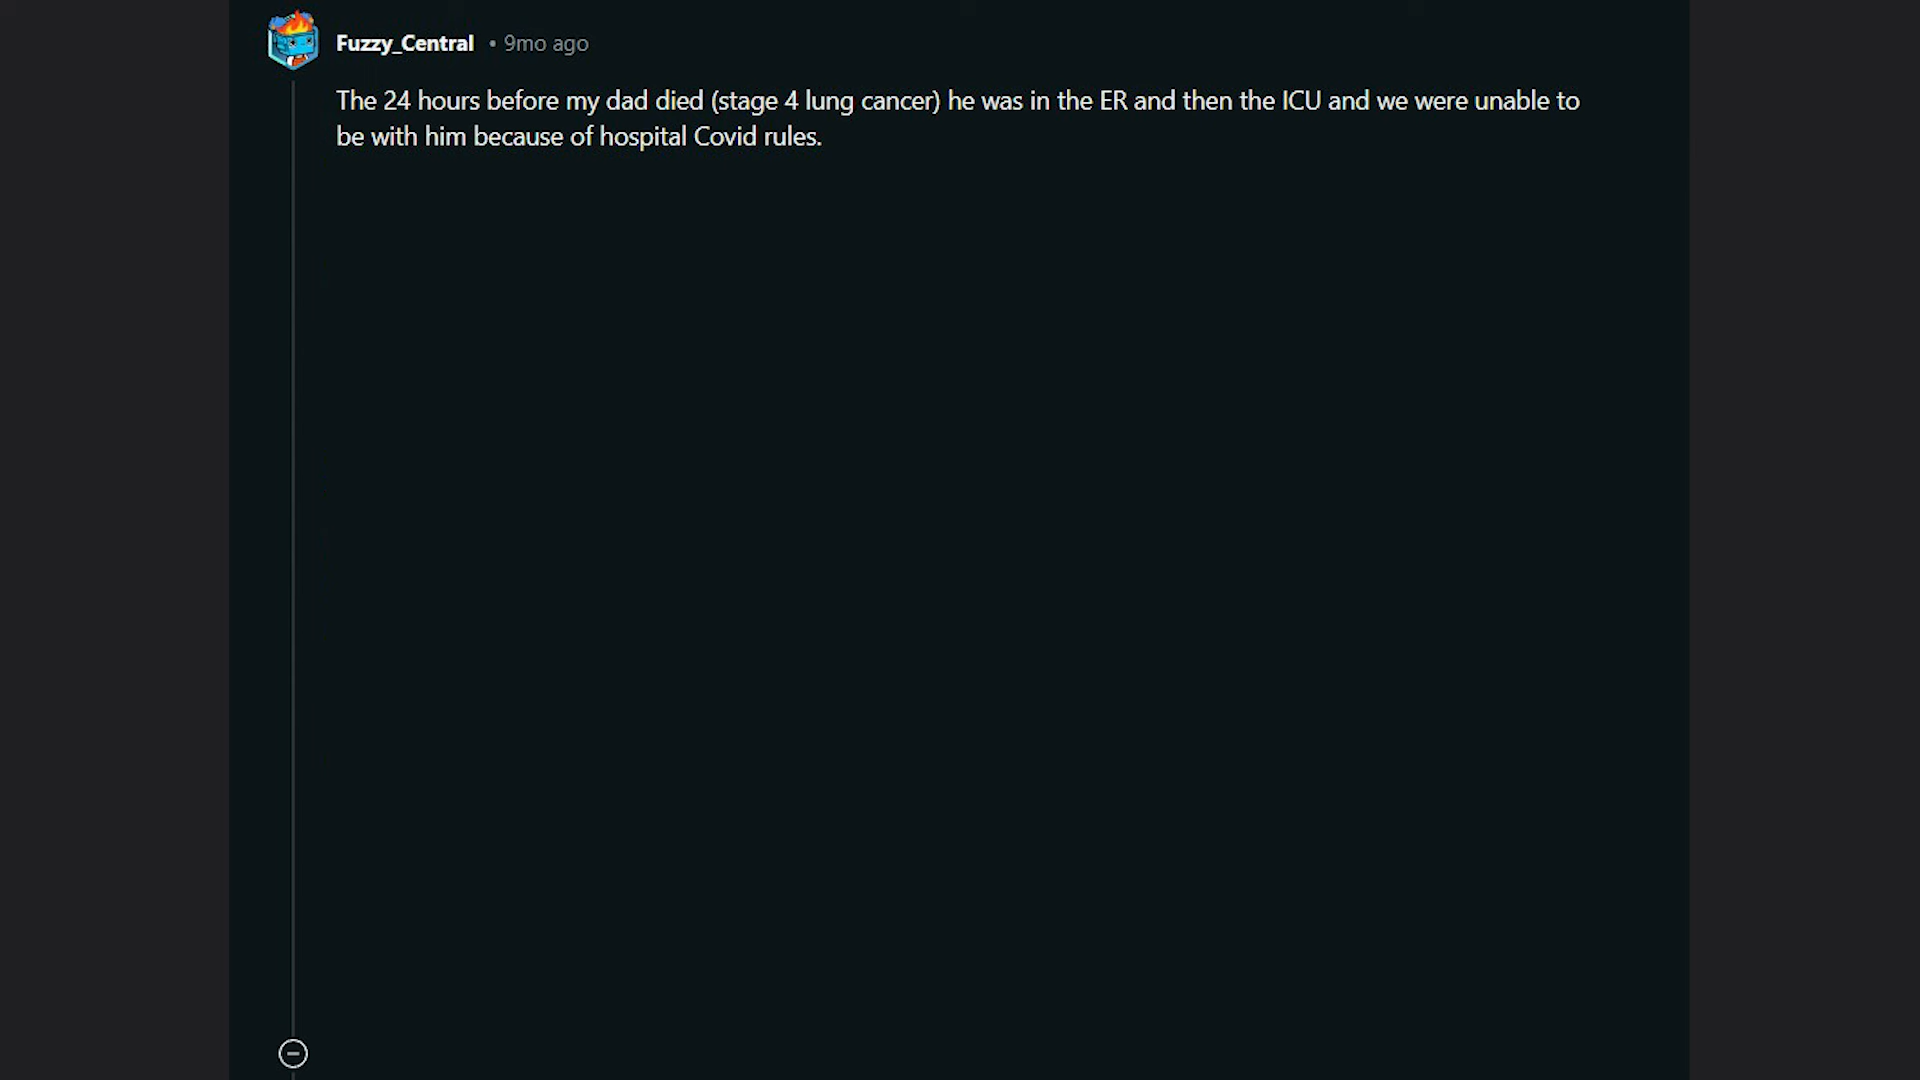 Fuzzy_Central • 9mo ago
The 24 hours before my dad died (stage 4 lung cancer) he was in the ER and then the ICU and we were unable to
be with him because of hospital Covid rules.